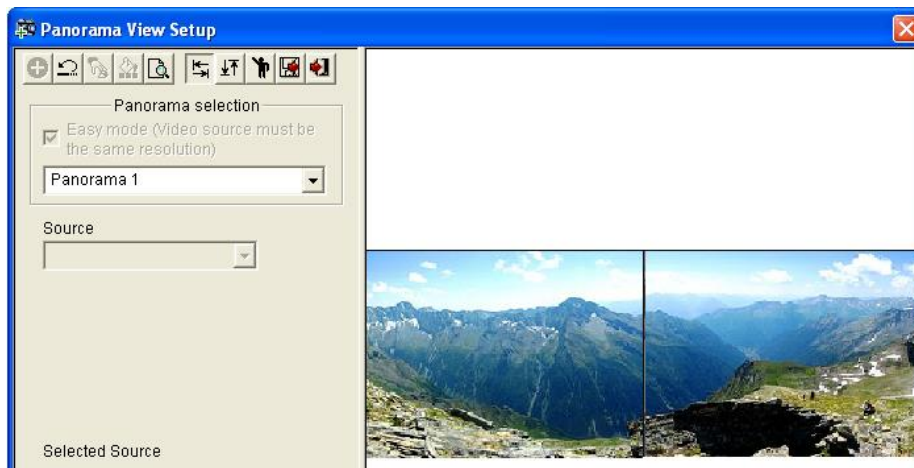 Panorama View Setup
Panorama selection
Easy mode (Video source must be
the same resolution)
Panorama 1
Source
Selected Source